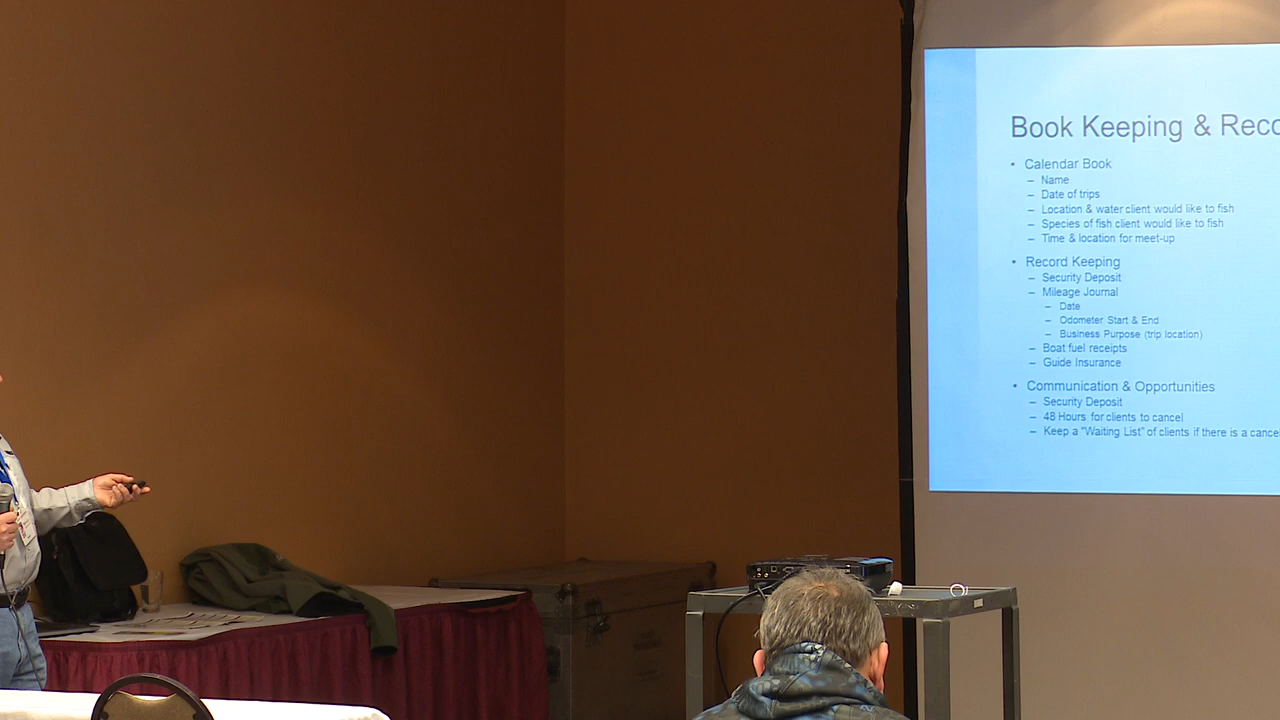 Book Keeping & Reco
• Calendar Book
– Name
– Date of trips
– Location & water client would like to fish
– Species of fish client would like to fish
– Time & location for meet-up
• Record Keeping
– Security Deposit
– Mileage Journal
– Date
– Odometer Start & End
– Business Purpose (trip location)
– Boat fuel receipts
– Guide Insurance
• Communication & Opportunities
– Security Deposit
– 48 Hours for clients to cancel
– Keep a "Waiting List" of clients if there is a cance